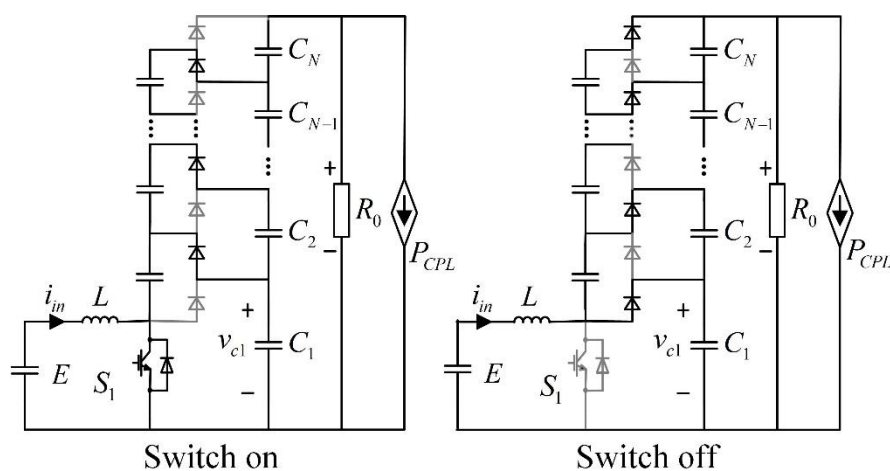 C_N
C_{N-1}
+
R_0
−
C_2
P_{CPL}
i_{in} L
+
v_{c1} C_1
−
E
S_1
Switch on
C_N
C_{N-1}
+
R_0
−
C_2
P_{CPL}
i_{in} L
+
v_{c1} C_1
−
E
S_1
Switch off